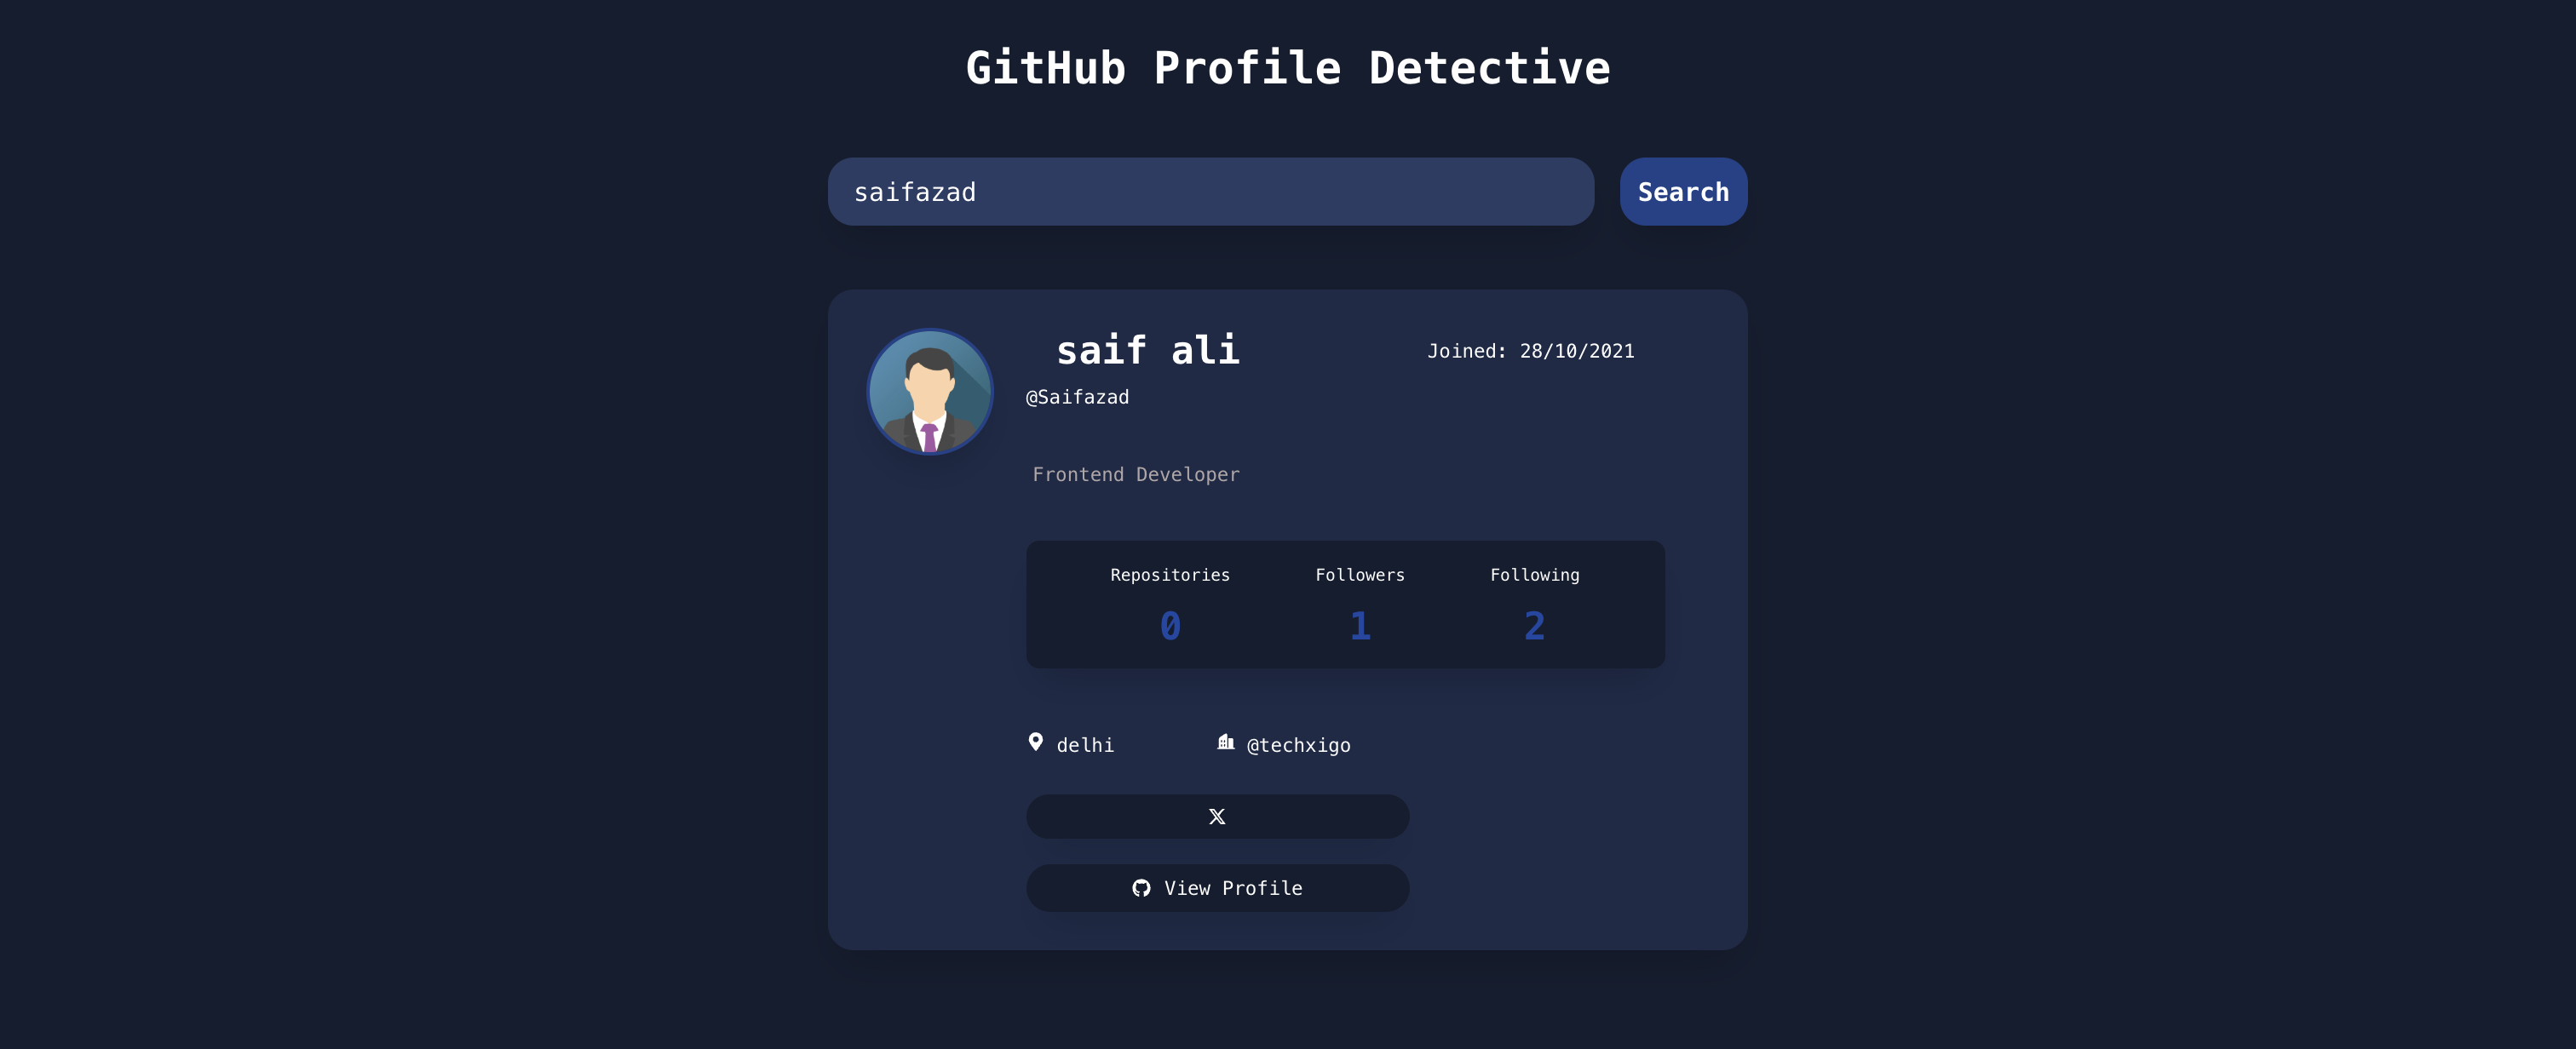 GitHub Profile Detective
saifazad
Search
saif ali
Joined: 28/10/2021
@Saifazad
Frontend Developer
Repositories Followers Following
0 1 2
delhi @techxigo
View Profile